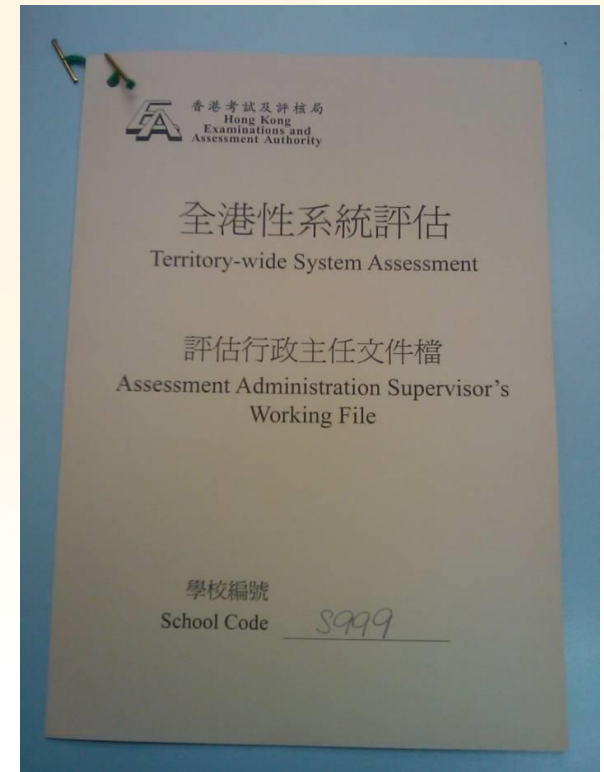 香港考試及評核局
Hong Kong
Examinations and
Assessment Authority
全港性系統評估
Territory-wide System Assessment
評估行政主任文件檔
Assessment Administration Supervisor's
Working File
學校編號
School Code S999